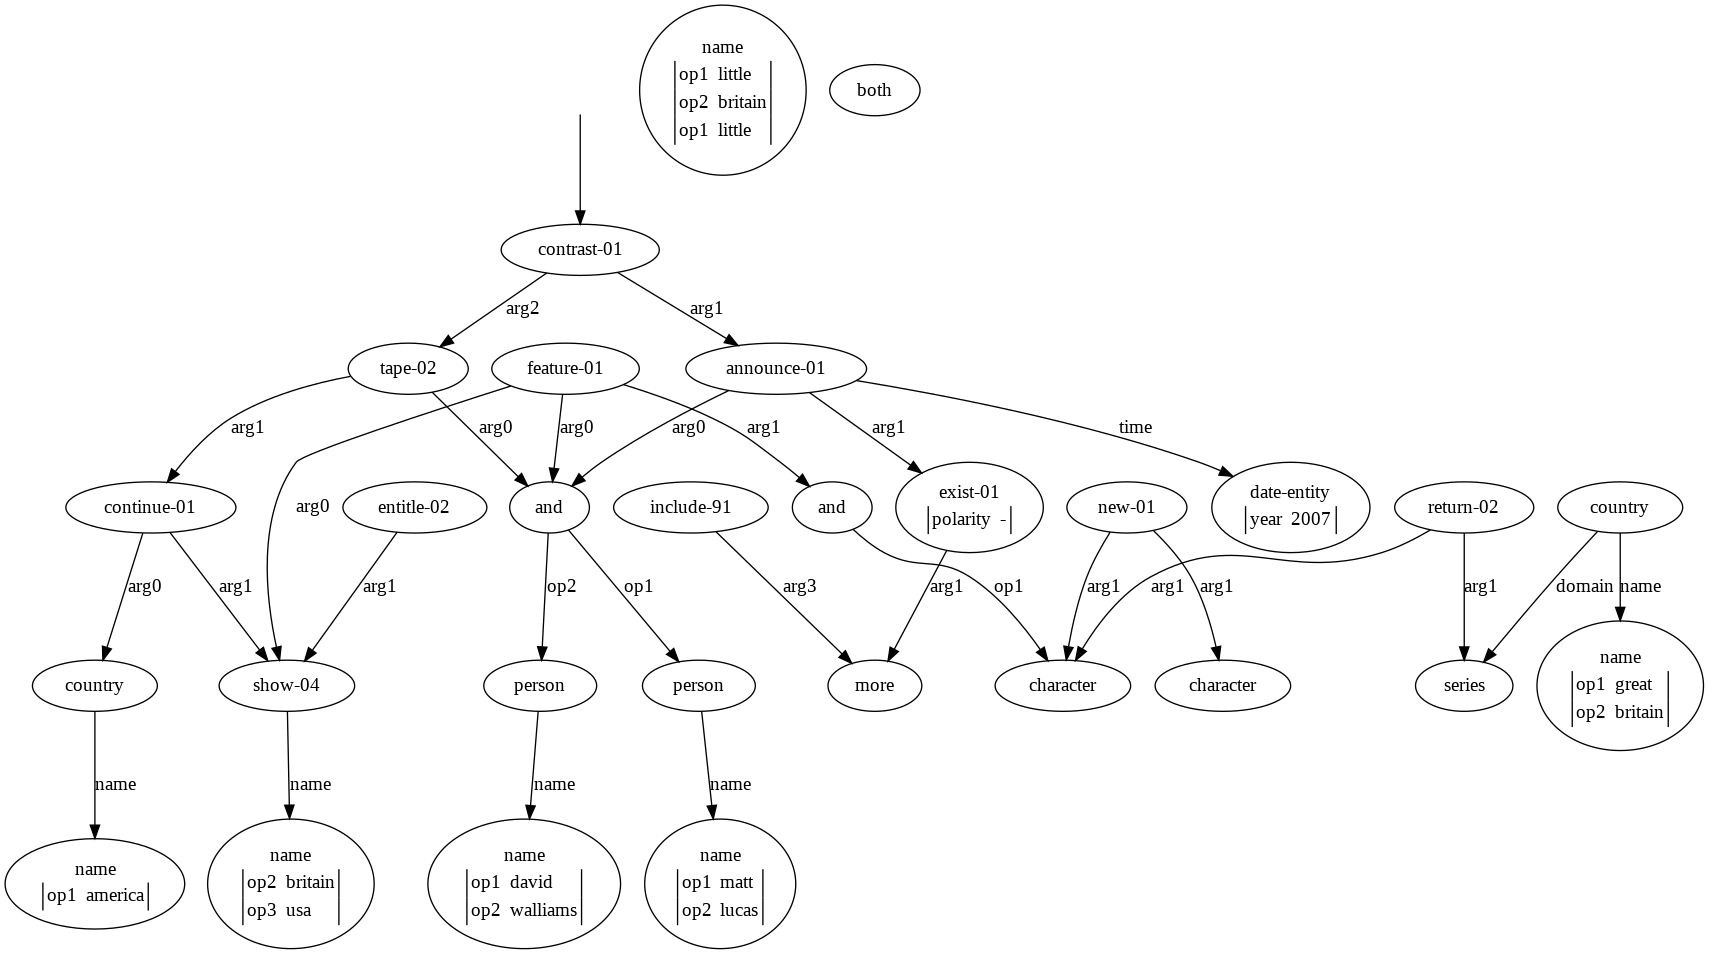 name
op1 little
op2 britain
op1 little
both
contrast-01
arg2
arg1
tape-02
feature-01
announce-01
arg1
arg0
arg0
arg0
arg1
arg1
time
continue-01
arg0
entitle-02
and
include-91
and
exist-01
polarity -
new-01
date-entity
year 2007
return-02
country
arg0
arg1
arg1
op2
op1
arg3
arg1
op1
arg1
arg1
arg1
arg1
domain
name
country
show-04
person
person
more
character
character
series
name
op1 great
op2 britain
name
name
name
name
name
op1 america
name
op2 britain
op3 usa
name
op1 david
op2 walliams
name
op1 matt
op2 lucas